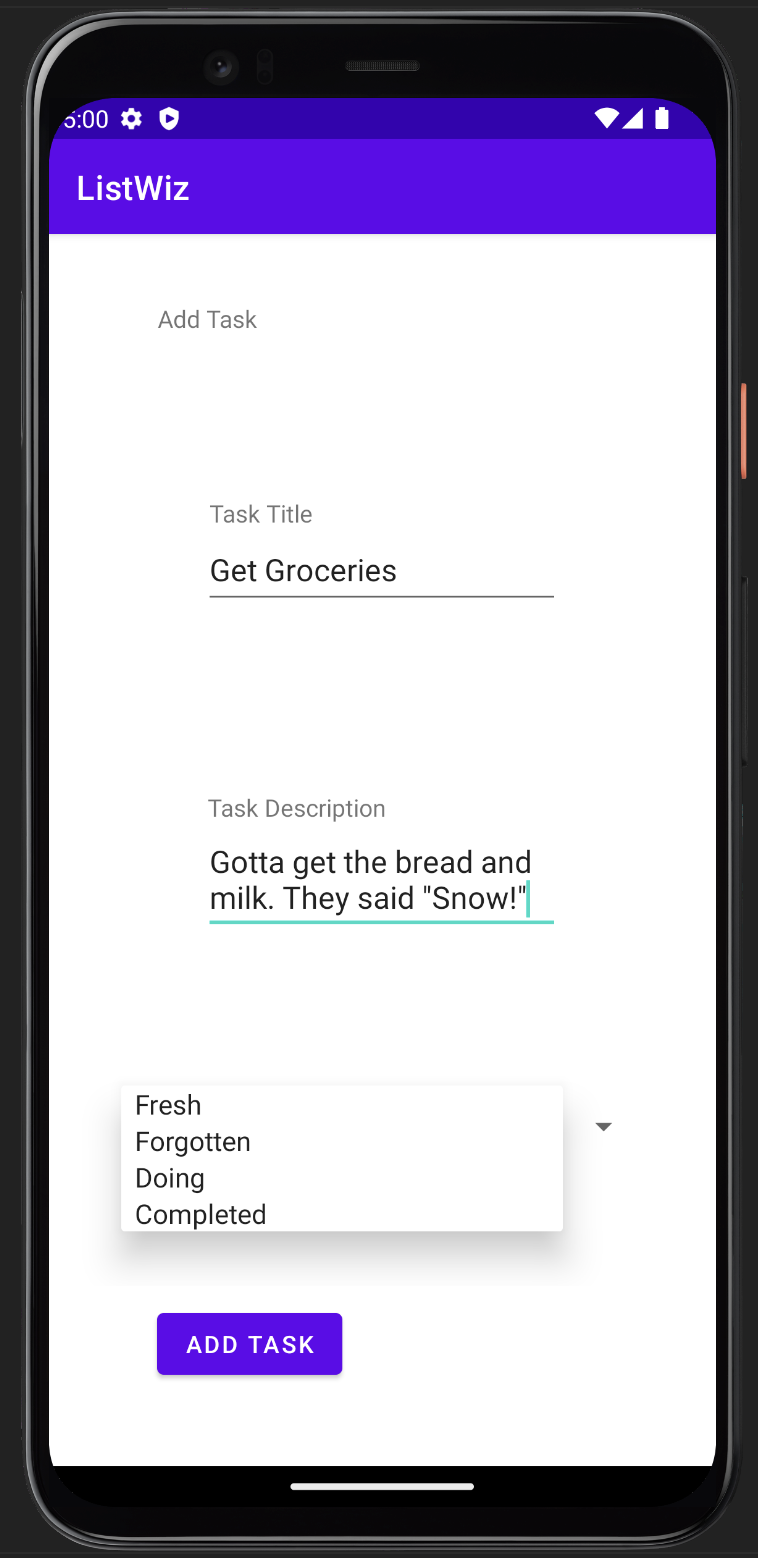 5:00
ListWiz
Add Task
Task Title
Get Groceries
Task Description
Gotta get the bread and
milk. They said "Snow!"
Fresh
Forgotten
Doing
Completed
ADD TASK